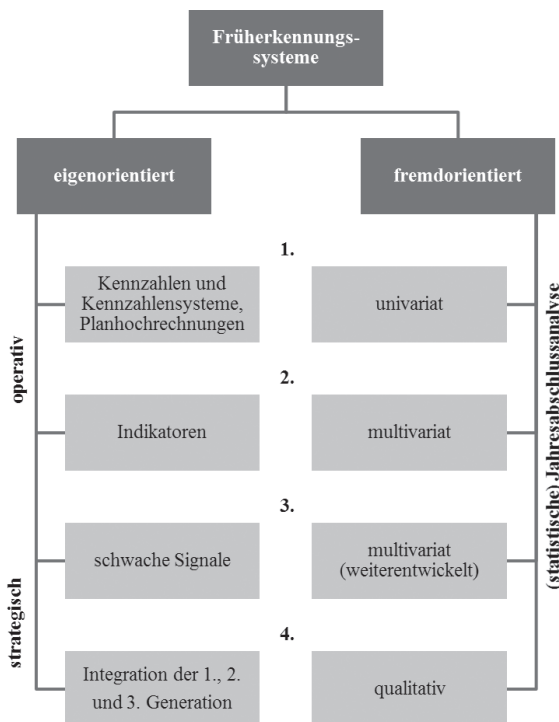 Früherkennungs-
systeme
eigenorientiert
fremdorientiert
1.
Kennzahlen und
Kennzahlensysteme,
Planhochrechnungen
univariat
operativ
2.
Indikatoren
multivariat
(statistische) Jahresabschlussanalyse
3.
schwache Signale
multivariat
(weiterentwickelt)
strategisch
4.
Integration der 1., 2.
und 3. Generation
qualitativ